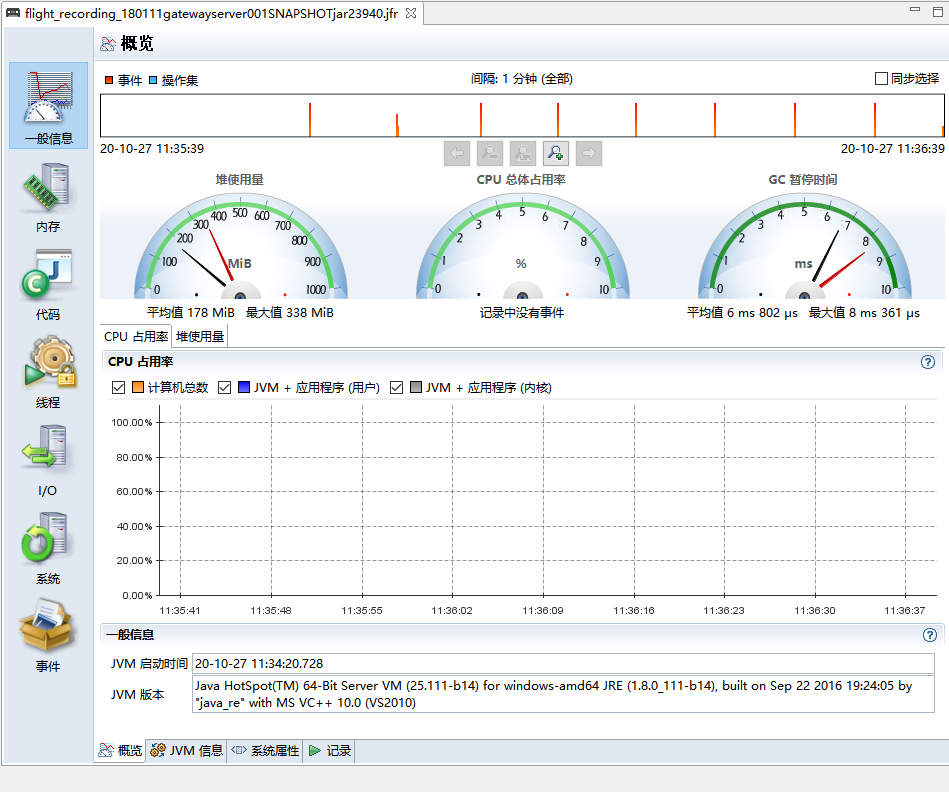 flight_recording_180111gatewayserver001SNAPSHOTjar23940.jfr
概览
一般信息
内存
代码
线程
I/O
系统
事件
事件 操作集 间隔: 1 分钟 (全部) 同步选择
20-10-27 11:35:39 20-10-27 11:36:39
堆使用量 CPU 总体占用率 GC 暂停时间
0 100 200 300 400 500 600 700 800 900 1000 MiB
0 1 2 3 4 5 6 7 8 9 10 %
0 1 2 3 4 5 6 7 8 9 10 ms
平均值 178 MiB 最大值 338 MiB 记录中没有事件 平均值 6 ms 802 µs 最大值 8 ms 361 µs
CPU 占用率 堆使用量
CPU 占用率
计算机总数 JVM + 应用程序 (用户) JVM + 应用程序 (内核)
100.00%
80.00%
60.00%
40.00%
20.00%
0.00%
11:35:41 11:35:48 11:35:55 11:36:02 11:36:09 11:36:16 11:36:23 11:36:30 11:36:37
一般信息
JVM 启动时间 20-10-27 11:34:20.728
JVM 版本 Java HotSpot(TM) 64-Bit Server VM (25.111-b14) for windows-amd64 JRE (1.8.0_111-b14), built on Sep 22 2016 19:24:05 by
"java_re" with MS VC++ 10.0 (VS2010)
概览 JVM 信息 系统属性 记录